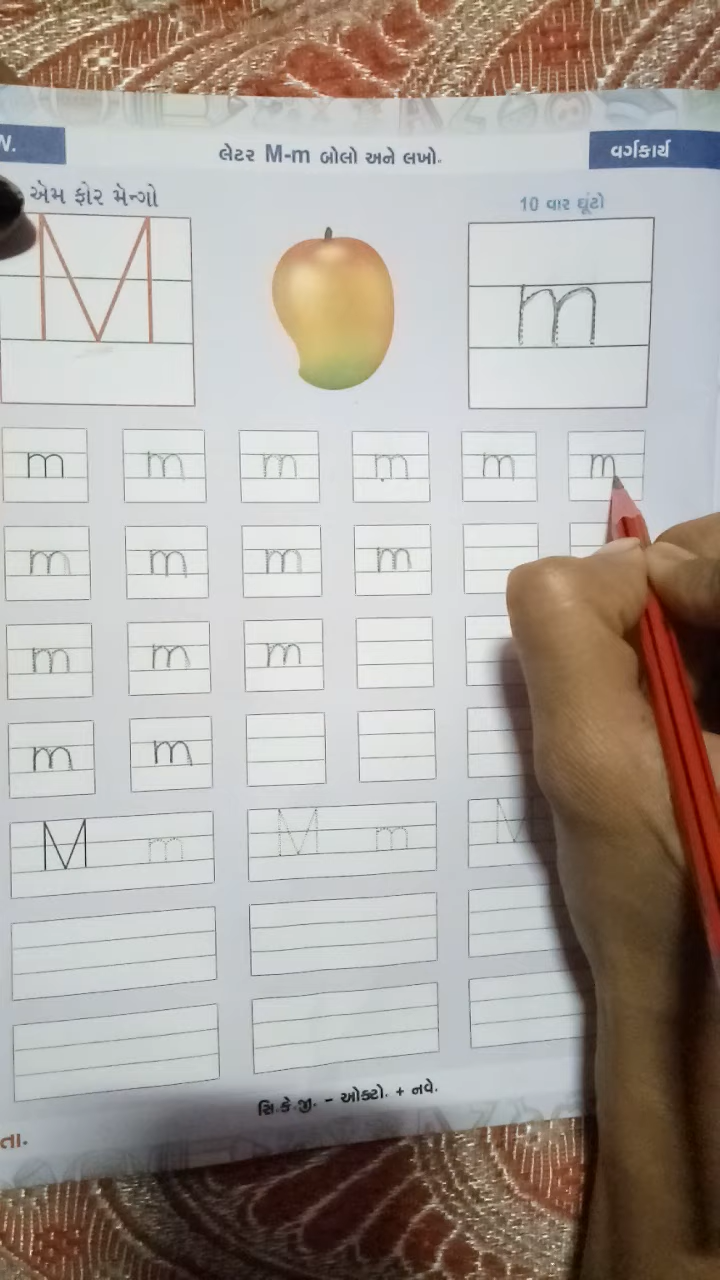 W.
લેટર M-m બોલો અને લખો.
વર્ગકાર્ય
એમ ફોર મૅન્ગો
10 વાર ઘૂંટો
M
m
m m m m m m
m m m m
m m m
m m
M m M m M
સિ.કે.જી. - ઓક્ટો. + નવે.
તા.